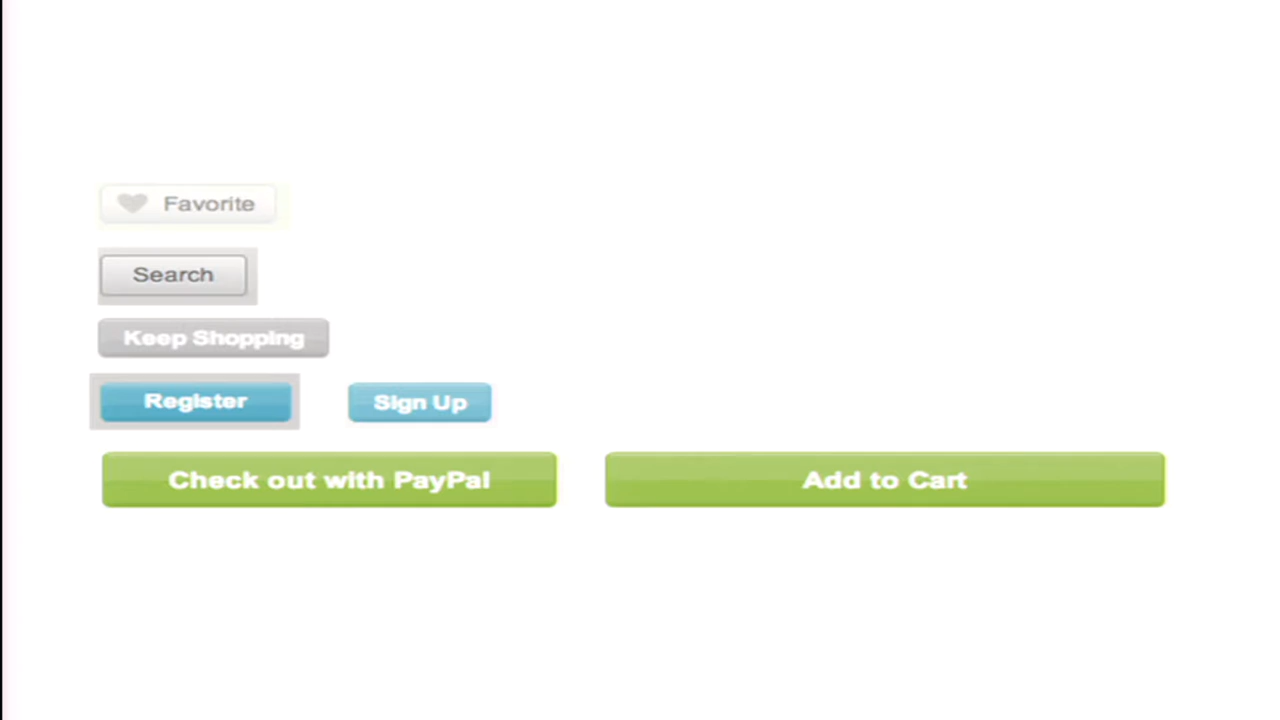 Favorite
Search
Keep Shopping
Register
Sign Up
Check out with PayPal
Add to Cart